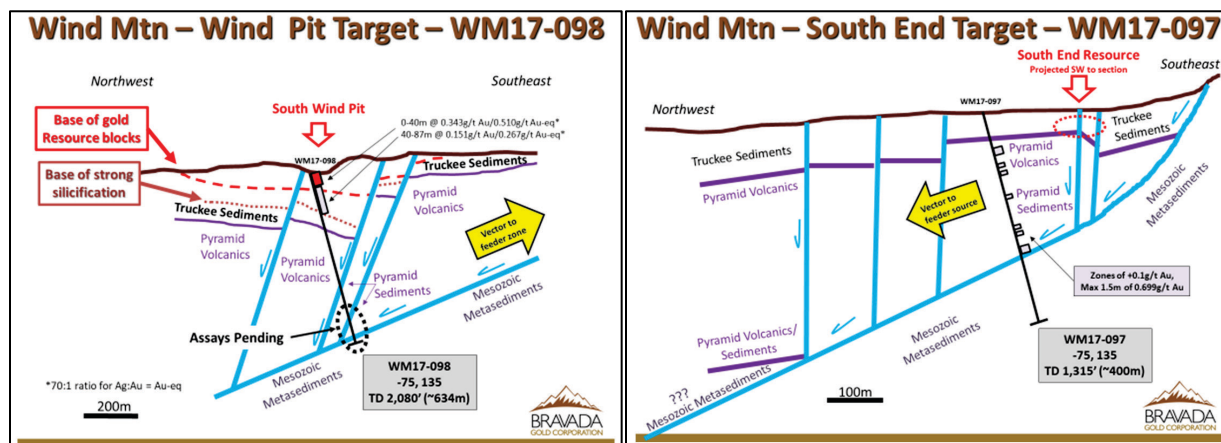 Wind Mtn – Wind Pit Target – WM17-098
Northwest
Southeast
South Wind Pit
0-40m @ 0.343g/t Au/0.510g/t Au-eq*
40-87m @ 0.151g/t Au/0.267g/t Au-eq*
Base of gold
Resource blocks
WM17-098
Truckee Sediments
Base of strong
silicification
Truckee Sediments
Pyramid
Volcanics
Vector to
feeder zone
Pyramid
Volcanics
Pyramid
Volcanics
Pyramid
Sediments
Mesozoic
Metasediments
Assays Pending
Mesozoic
Metasediments
WM17-098
-75, 135
TD 2,080' (~634m)
*70:1 ratio for Ag:Au = Au-eq
200m
BRAVADA
GOLD CORPORATION
Wind Mtn – South End Target – WM17-097
South End Resource
Projected SW to section
Southeast
Northwest
WM17-097
Truckee Sediments
Truckee
Sediments
Pyramid
Volcanics
Pyramid Volcanics
Pyramid
Sediments
Mesozoic
Metasediments
Vector to
feeder source
Zones of +0.1g/t Au,
Max 1.5m of 0.699g/t Au
Pyramid Volcanics/
Sediments
Mesozoic
Metasediments
WM17-097
-75, 135
TD 1,315' (~400m)
???
Mesozoic Metasediments
100m
BRAVADA
GOLD CORPORATION